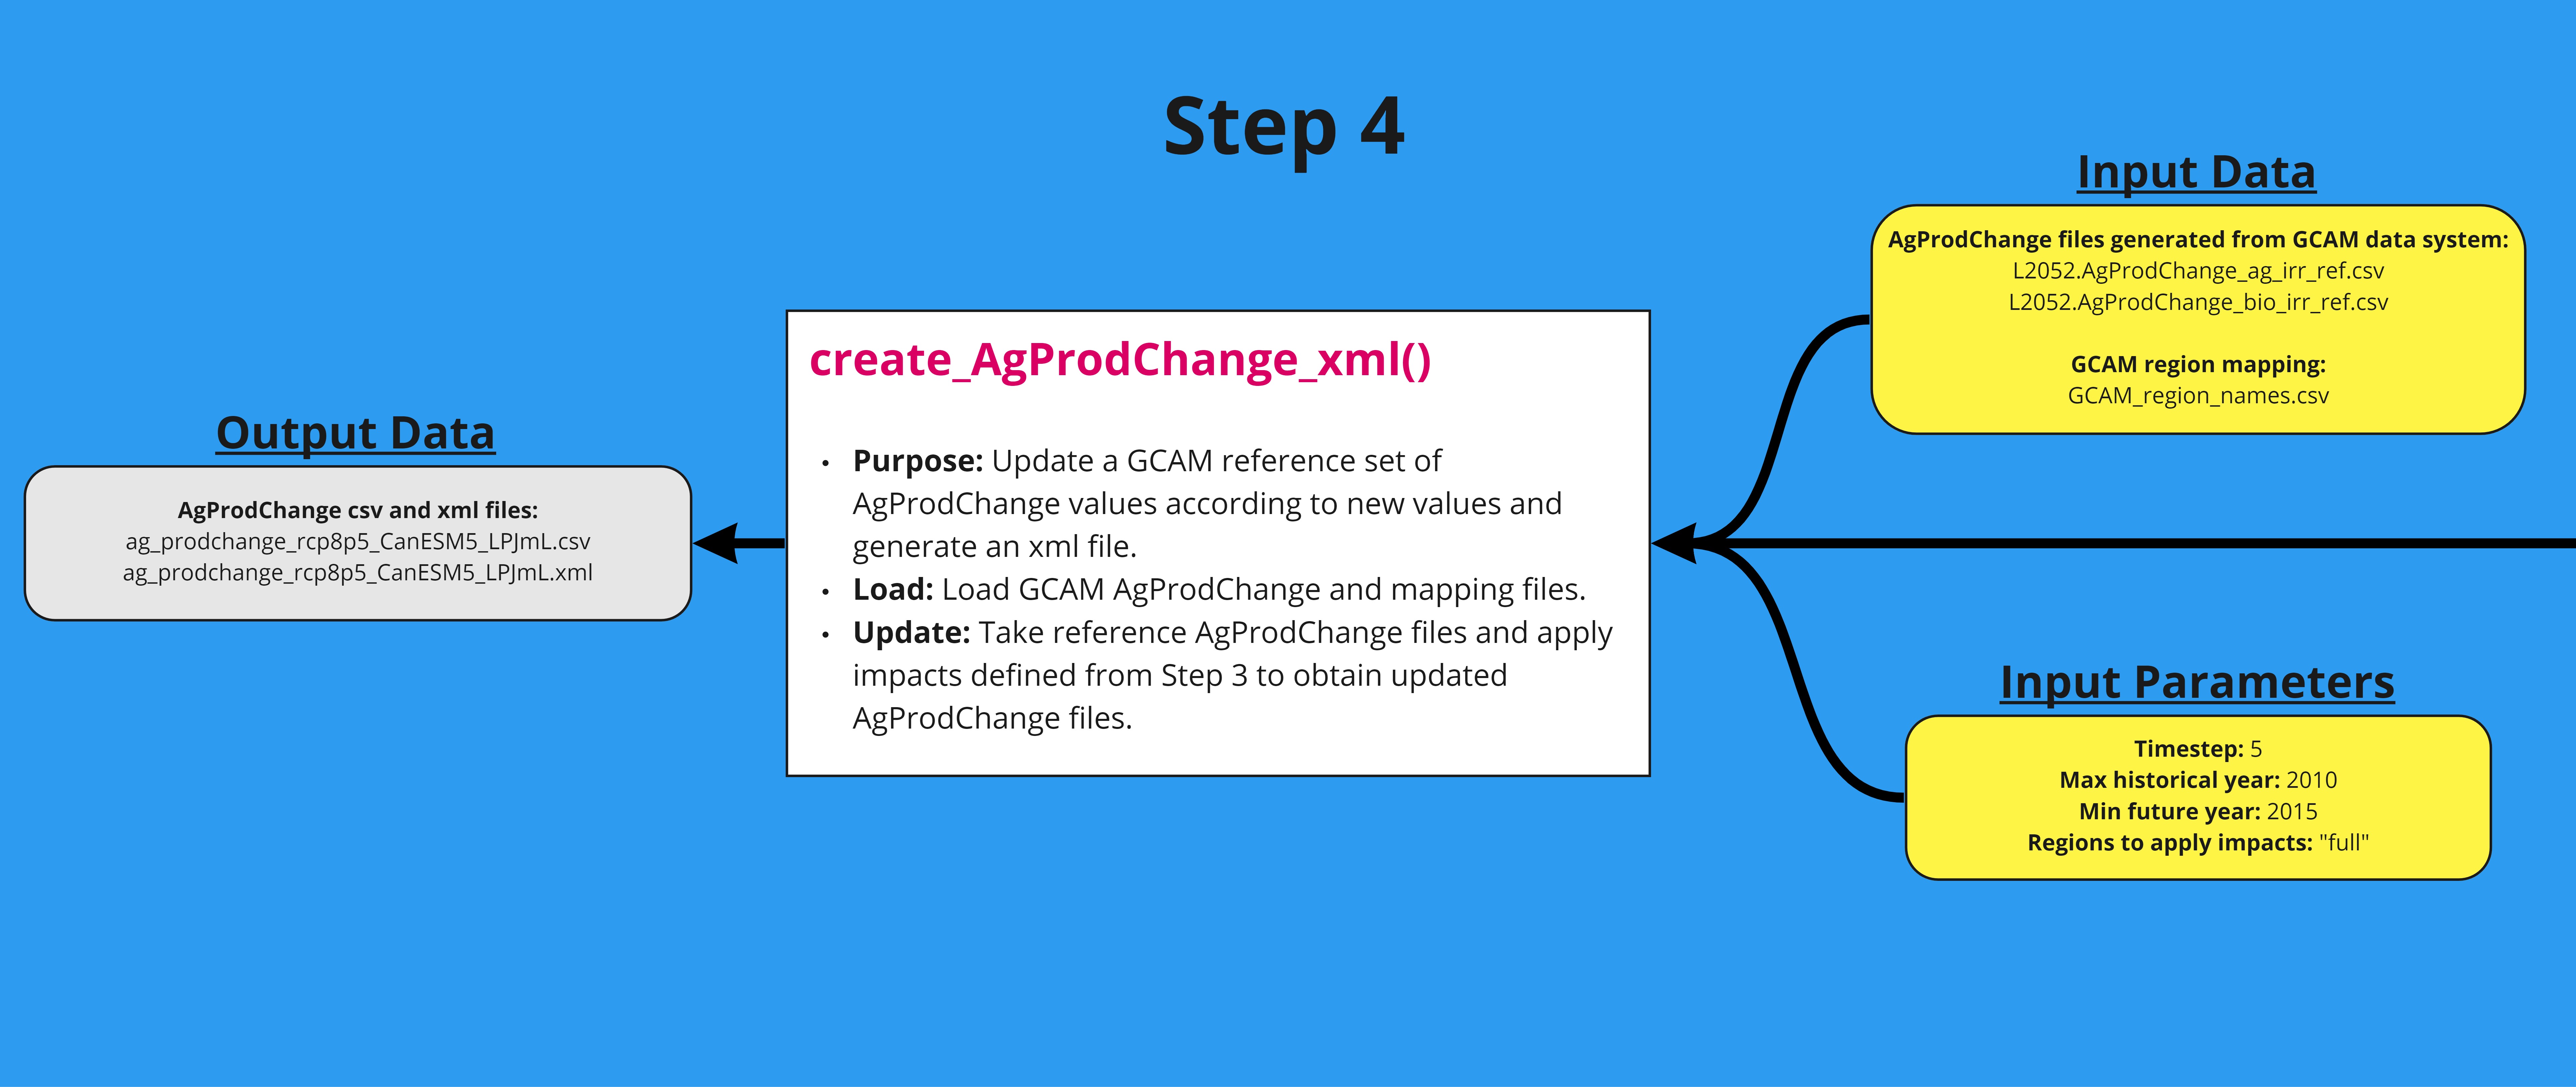 Step 4
Input Data
AgProdChange files generated from GCAM data system:
L2052.AgProdChange_ag_irr_ref.csv
L2052.AgProdChange_bio_irr_ref.csv
GCAM region mapping:
GCAM_region_names.csv
create_AgProdChange_xml()
• Purpose: Update a GCAM reference set of
AgProdChange values according to new values and
generate an xml file.
• Load: Load GCAM AgProdChange and mapping files.
• Update: Take reference AgProdChange files and apply
impacts defined from Step 3 to obtain updated
AgProdChange files.
Output Data
AgProdChange csv and xml files:
ag_prodchange_rcp8p5_CanESM5_LPJmL.csv
ag_prodchange_rcp8p5_CanESM5_LPJmL.xml
Input Parameters
Timestep: 5
Max historical year: 2010
Min future year: 2015
Regions to apply impacts: "full"